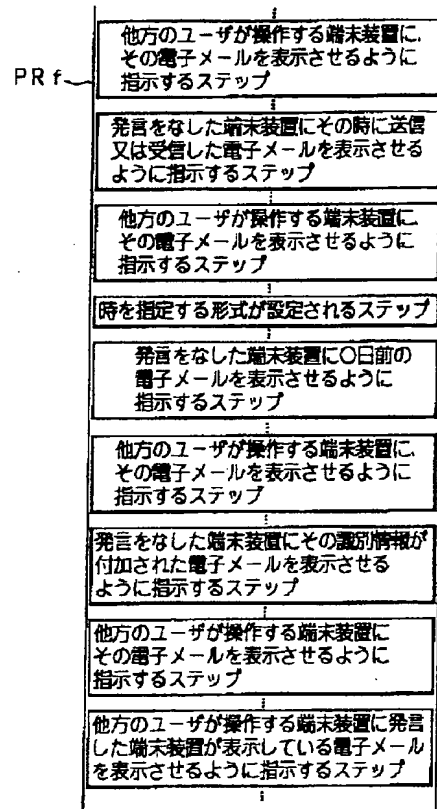 PRf
他方のユーザが操作する端末装置に、
その電子メールを表示させるように
指示するステップ
発言をなした端末装置にその時に送信
又は受信した電子メールを表示させる
ように指示するステップ
他方のユーザが操作する端末装置に、
その電子メールを表示させるように
指示するステップ
時を指定する形式が設定されるステップ
発言をなした端末装置に〇日前の
電子メールを表示させるように
指示するステップ
他方のユーザが操作する端末装置に、
その電子メールを表示させるように
指示するステップ
発言をなした端末装置にその識別情報が
付加された電子メールを表示させる
ように指示するステップ
他方のユーザが操作する端末装置に
その電子メールを表示させるように
指示するステップ
他方のユーザが操作する端末装置に発言
した端末装置が表示している電子メール
を表示させるように指示するステップ